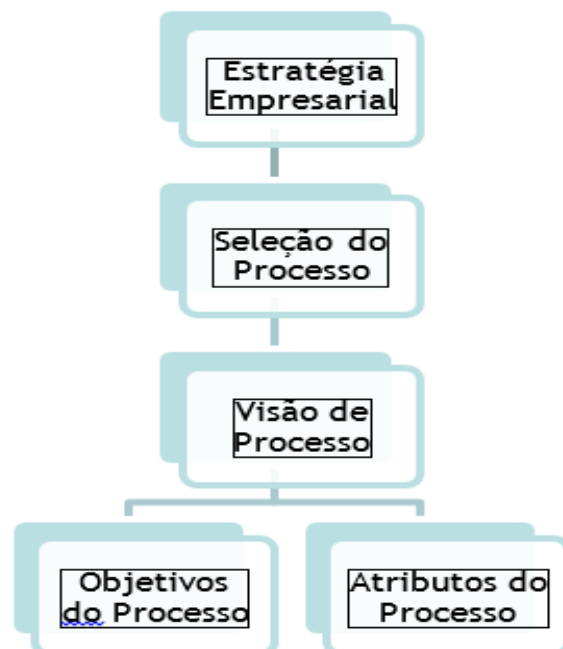 Estratégia
Empresarial
Seleção do
Processo
Visão de
Processo
Objetivos
do Processo
Atributos do
Processo